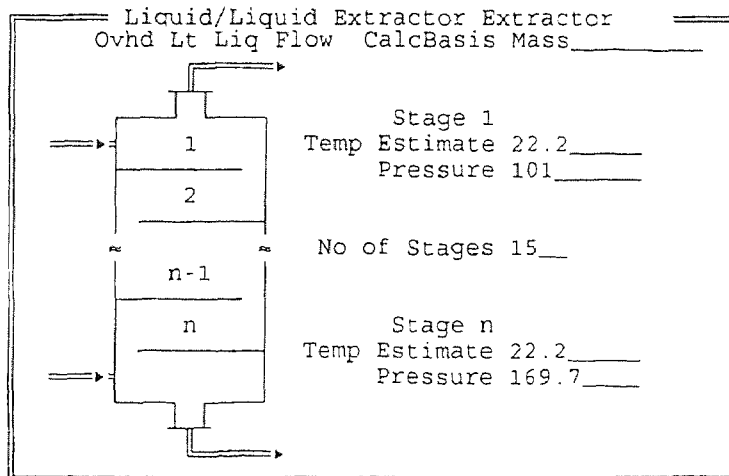 Liquid/Liquid Extractor Extractor
Ovhd Lt Liq Flow CalcBasis Mass
Stage 1
1
Temp Estimate 22.2
Pressure 101
2
No of Stages 15
n-1
n
Stage n
Temp Estimate 22.2
Pressure 169.7